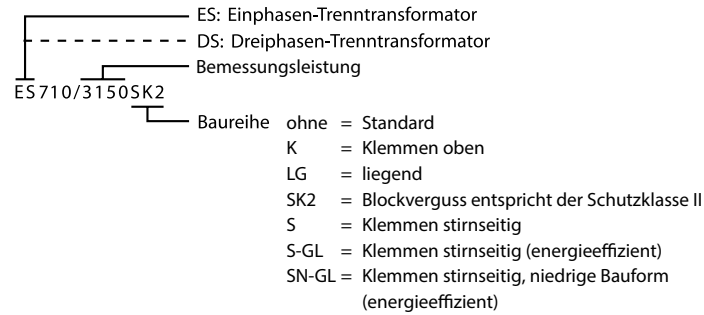 ES: Einphasen-Trenntransformator
DS: Dreiphasen-Trenntransformator
Bemessungsleistung
ES710/3150SK2
Baureihe ohne = Standard
K = Klemmen oben
LG = liegend
SK2 = Blockverguss entspricht der Schutzklasse II
S = Klemmen stirnseitig
S-GL = Klemmen stirnseitig (energieeffizient)
SN-GL = Klemmen stirnseitig, niedrige Bauform
(energieeffizient)